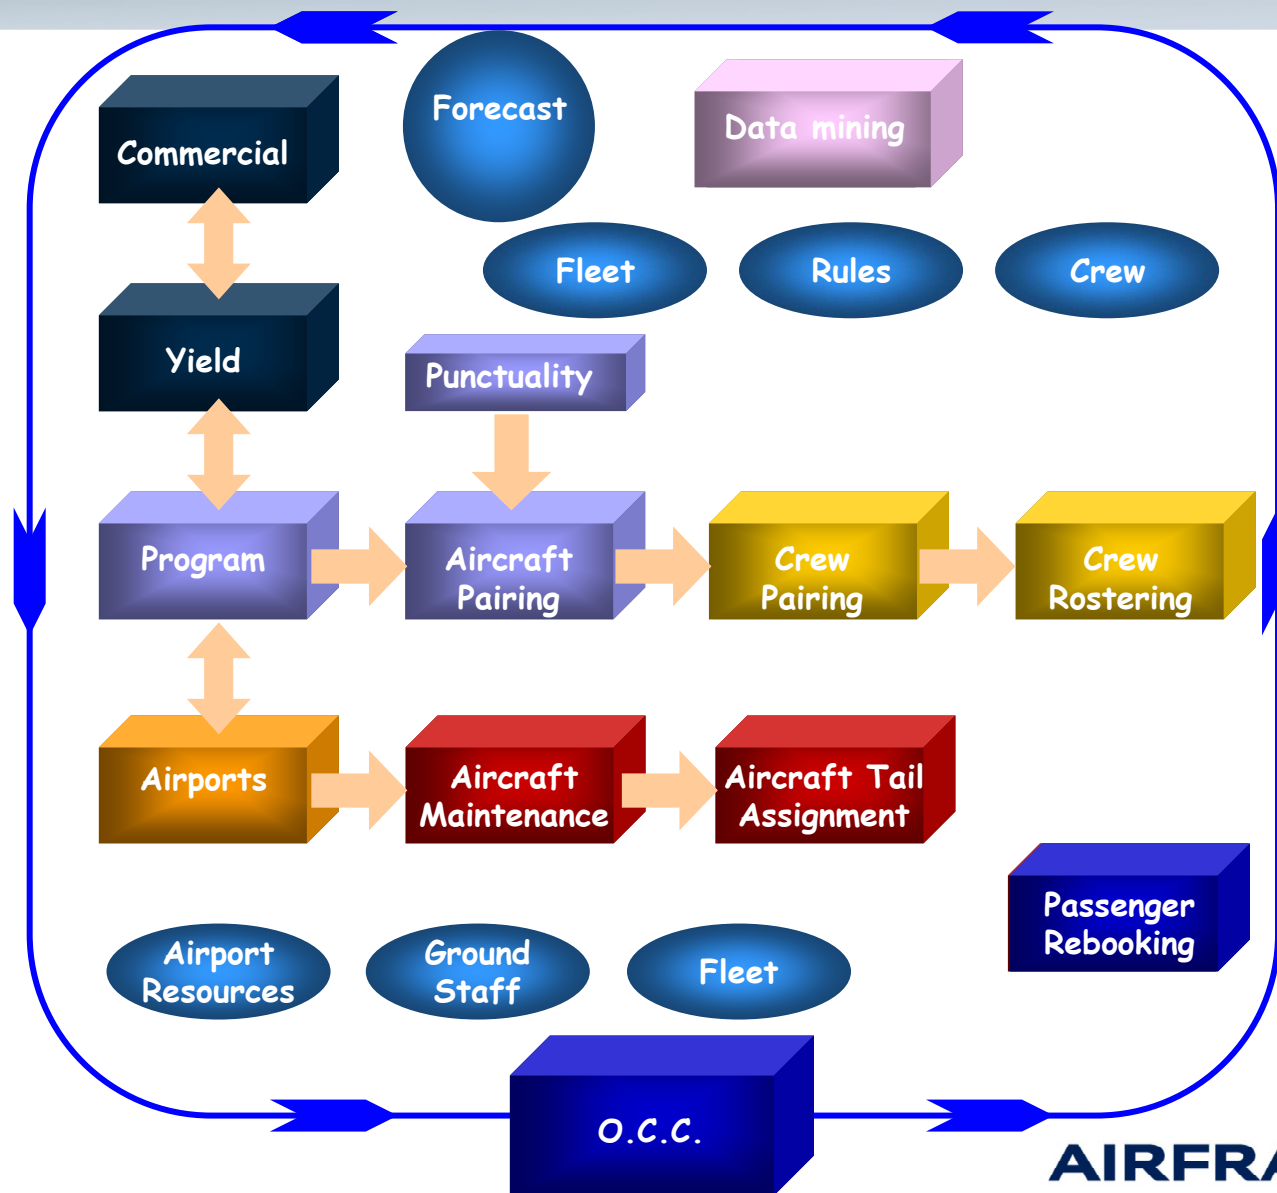 Forecast
Data mining
Commercial
Fleet
Rules
Crew
Yield
Punctuality
Program
Aircraft
Pairing
Crew
Pairing
Crew
Rostering
Airports
Aircraft
Maintenance
Aircraft Tail
Assignment
Passenger
Rebooking
Airport
Resources
Ground
Staff
Fleet
O.C.C.
AIRFRA